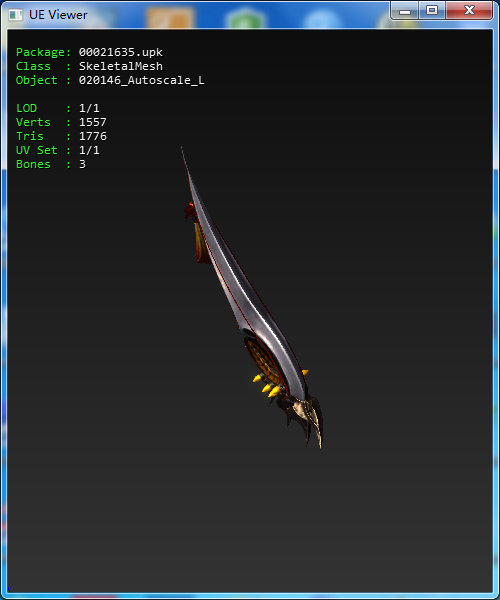 UE Viewer
Package: 00021635.upk
Class : SkeletalMesh
Object : 020146_Autoscale_L
LOD : 1/1
Verts : 1557
Tris : 1776
UV Set : 1/1
Bones : 3